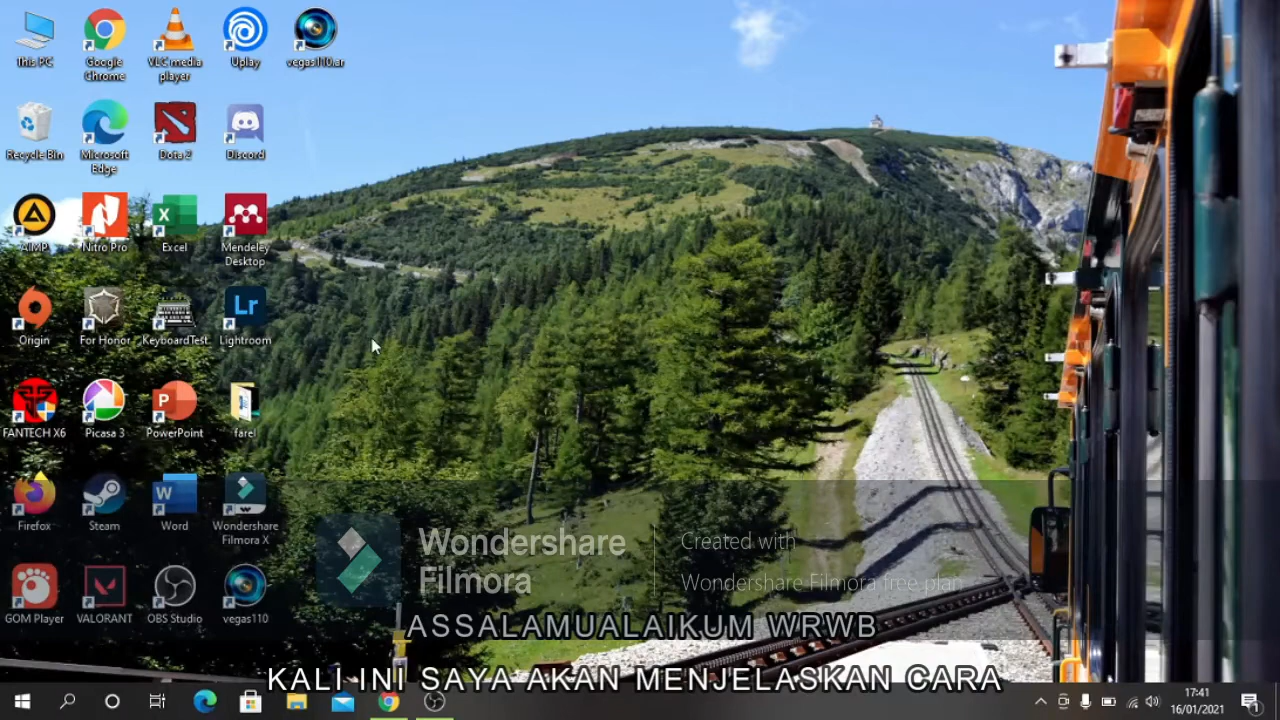 This PC
Google Chrome
VLC media player
Uplay
vegas110.ar
Recycle Bin
Microsoft Edge
Dota 2
Discord
AIMP
Nitro Pro
Excel
Mendeley Desktop
Origin
For Honor
KeyboardTest
Lightroom
FANTECH X6
Picasa 3
PowerPoint
farel
Firefox
Steam
Word
Wondershare Filmora X
GOM Player
VALORANT
OBS Studio
vegas110
Wondershare
Filmora
Created with
Wondershare Filmora free plan
ASSALAMUALAIKUM WRWB
KALI INI SAYA AKAN MENJELASKAN CARA
17:41
16/01/2021